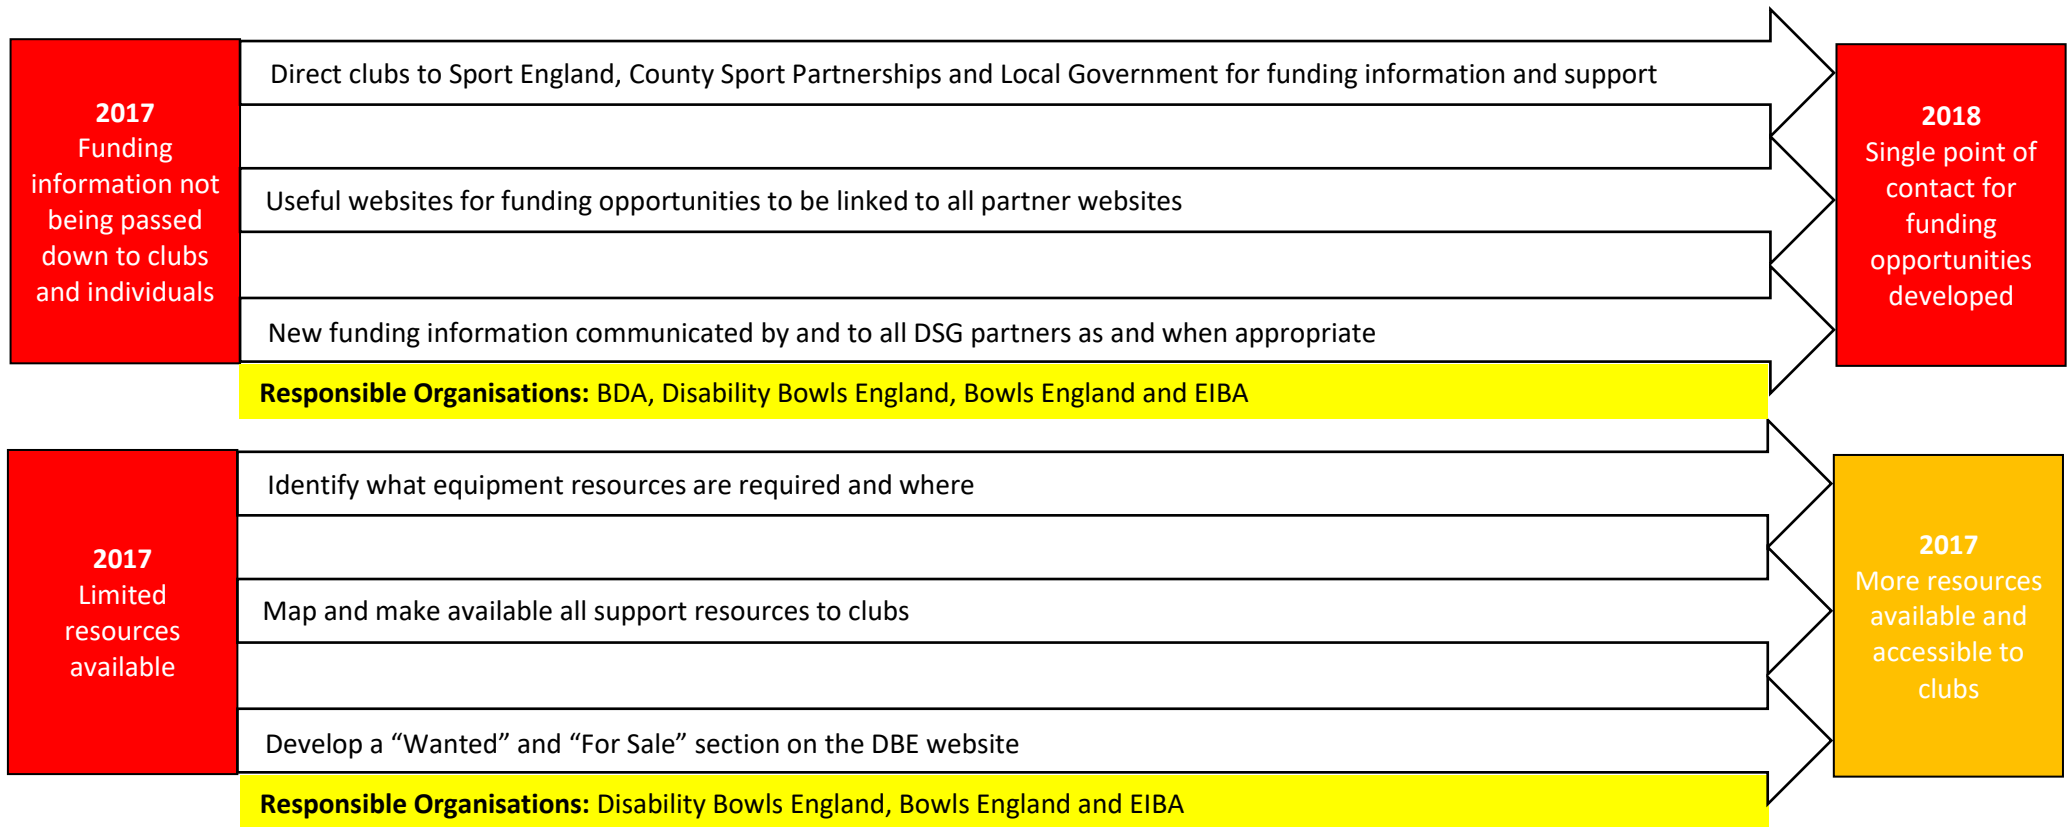 2017
Funding
information not
being passed
down to clubs
and individuals
Direct clubs to Sport England, County Sport Partnerships and Local Government for funding information and support
Useful websites for funding opportunities to be linked to all partner websites
New funding information communicated by and to all DSG partners as and when appropriate
Responsible Organisations: BDA, Disability Bowls England, Bowls England and EIBA
2018
Single point of
contact for
funding
opportunities
developed
2017
Limited
resources
available
Identify what equipment resources are required and where
Map and make available all support resources to clubs
Develop a “Wanted” and “For Sale” section on the DBE website
Responsible Organisations: Disability Bowls England, Bowls England and EIBA
2017
More resources
available and
accessible to
clubs